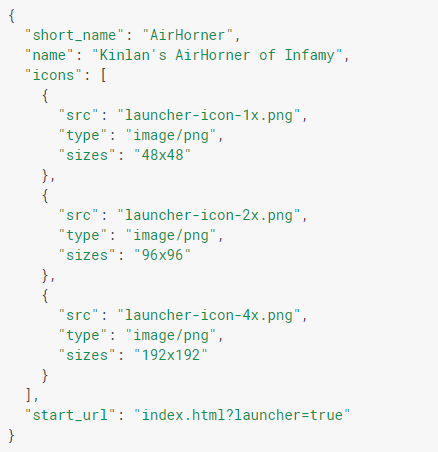 {
  "short_name": "AirHorner",
  "name": "Kinlan's AirHorner of Infamy",
  "icons": [
    {
      "src": "launcher-icon-1x.png",
      "type": "image/png",
      "sizes": "48x48"
    },
    {
      "src": "launcher-icon-2x.png",
      "type": "image/png",
      "sizes": "96x96"
    },
    {
      "src": "launcher-icon-4x.png",
      "type": "image/png",
      "sizes": "192x192"
    }
  ],
  "start_url": "index.html?launcher=true"
}